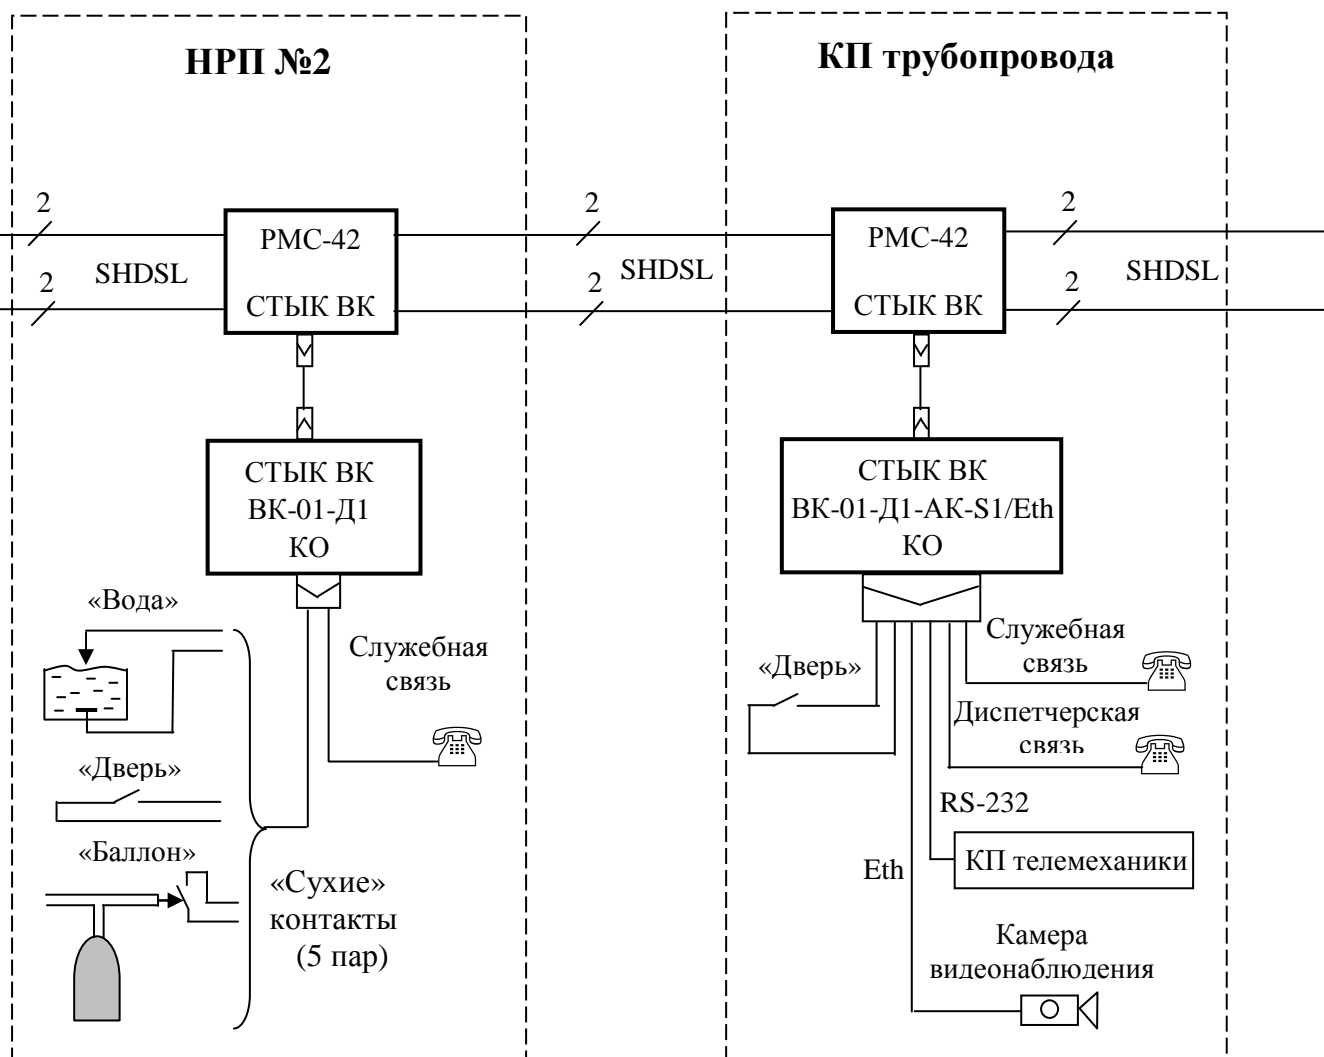 НРП №2
КП трубопровода
2
2
2
2
2
2
SHDSL
SHDSL
SHDSL
РМС-42
СТЫК ВК
РМС-42
СТЫК ВК
СТЫК ВК
ВК-01-Д1
КО
СТЫК ВК
ВК-01-Д1-АК-S1/Eth
КО
«Вода»
Служебная
связь
«Дверь»
«Баллон»
«Сухие»
контакты
(5 пар)
«Дверь»
Служебная
связь
Диспетчерская
связь
RS-232
КП телемеханики
Eth
Камера
видеонаблюдения